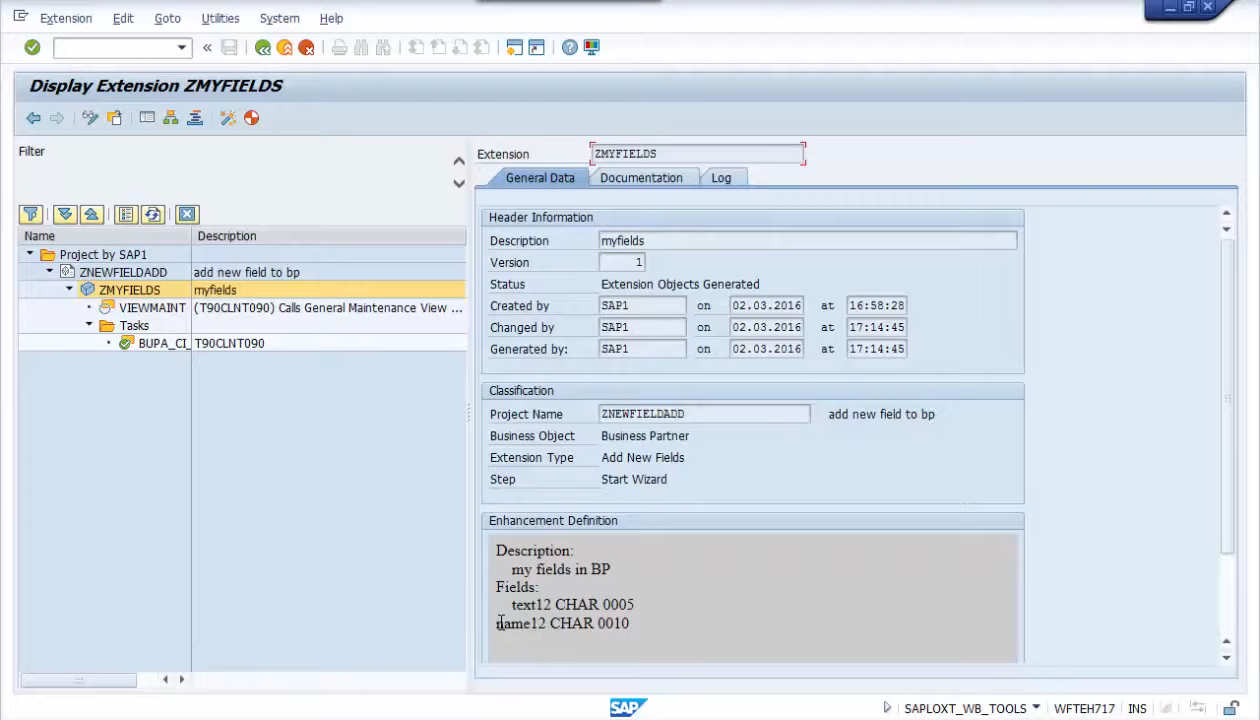 Extension Edit Goto Utilities System Help
Display Extension ZMYFIELDS
Filter
Name Description
Project by SAP1
ZNEWFIELDADD add new field to bp
ZMYFIELDS myfields
VIEWMAINT (T90CLNT090) Calls General Maintenance View ...
Tasks
BUPA_CI_ T90CLNT090
Extension ZMYFIELDS
General Data Documentation Log
Header Information
Description myfields
Version 1
Status Extension Objects Generated
Created by SAP1 on 02.03.2016 at 16:58:28
Changed by SAP1 on 02.03.2016 at 17:14:45
Generated by: SAP1 on 02.03.2016 at 17:14:45
Classification
Project Name ZNEWFIELDADD add new field to bp
Business Object Business Partner
Extension Type Add New Fields
Step Start Wizard
Enhancement Definition
Description:
my fields in BP
Fields:
text12 CHAR 0005
name12 CHAR 0010
SAP SAPLOXT_WB_TOOLS WFTEH717 INS